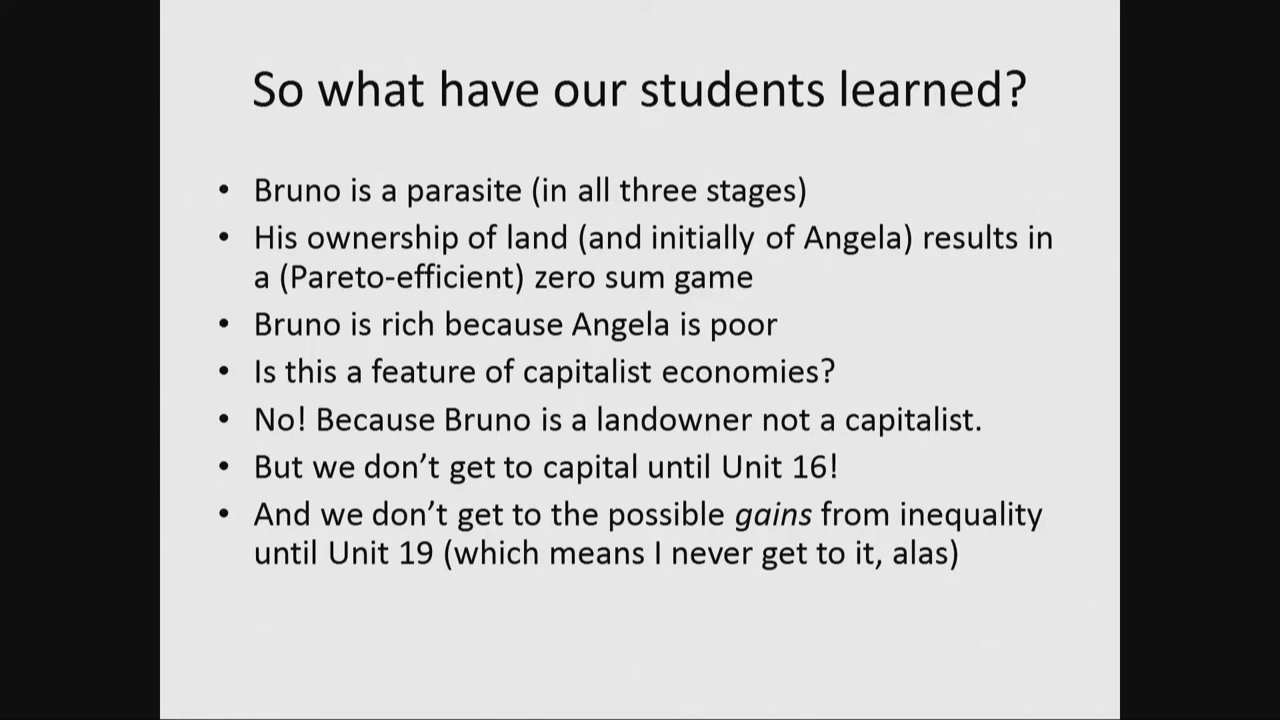 So what have our students learned?
• Bruno is a parasite (in all three stages)
• His ownership of land (and initially of Angela) results in
a (Pareto-efficient) zero sum game
• Bruno is rich because Angela is poor
• Is this a feature of capitalist economies?
• No! Because Bruno is a landowner not a capitalist.
• But we don’t get to capital until Unit 16!
• And we don’t get to the possible gains from inequality
until Unit 19 (which means I never get to it, alas)